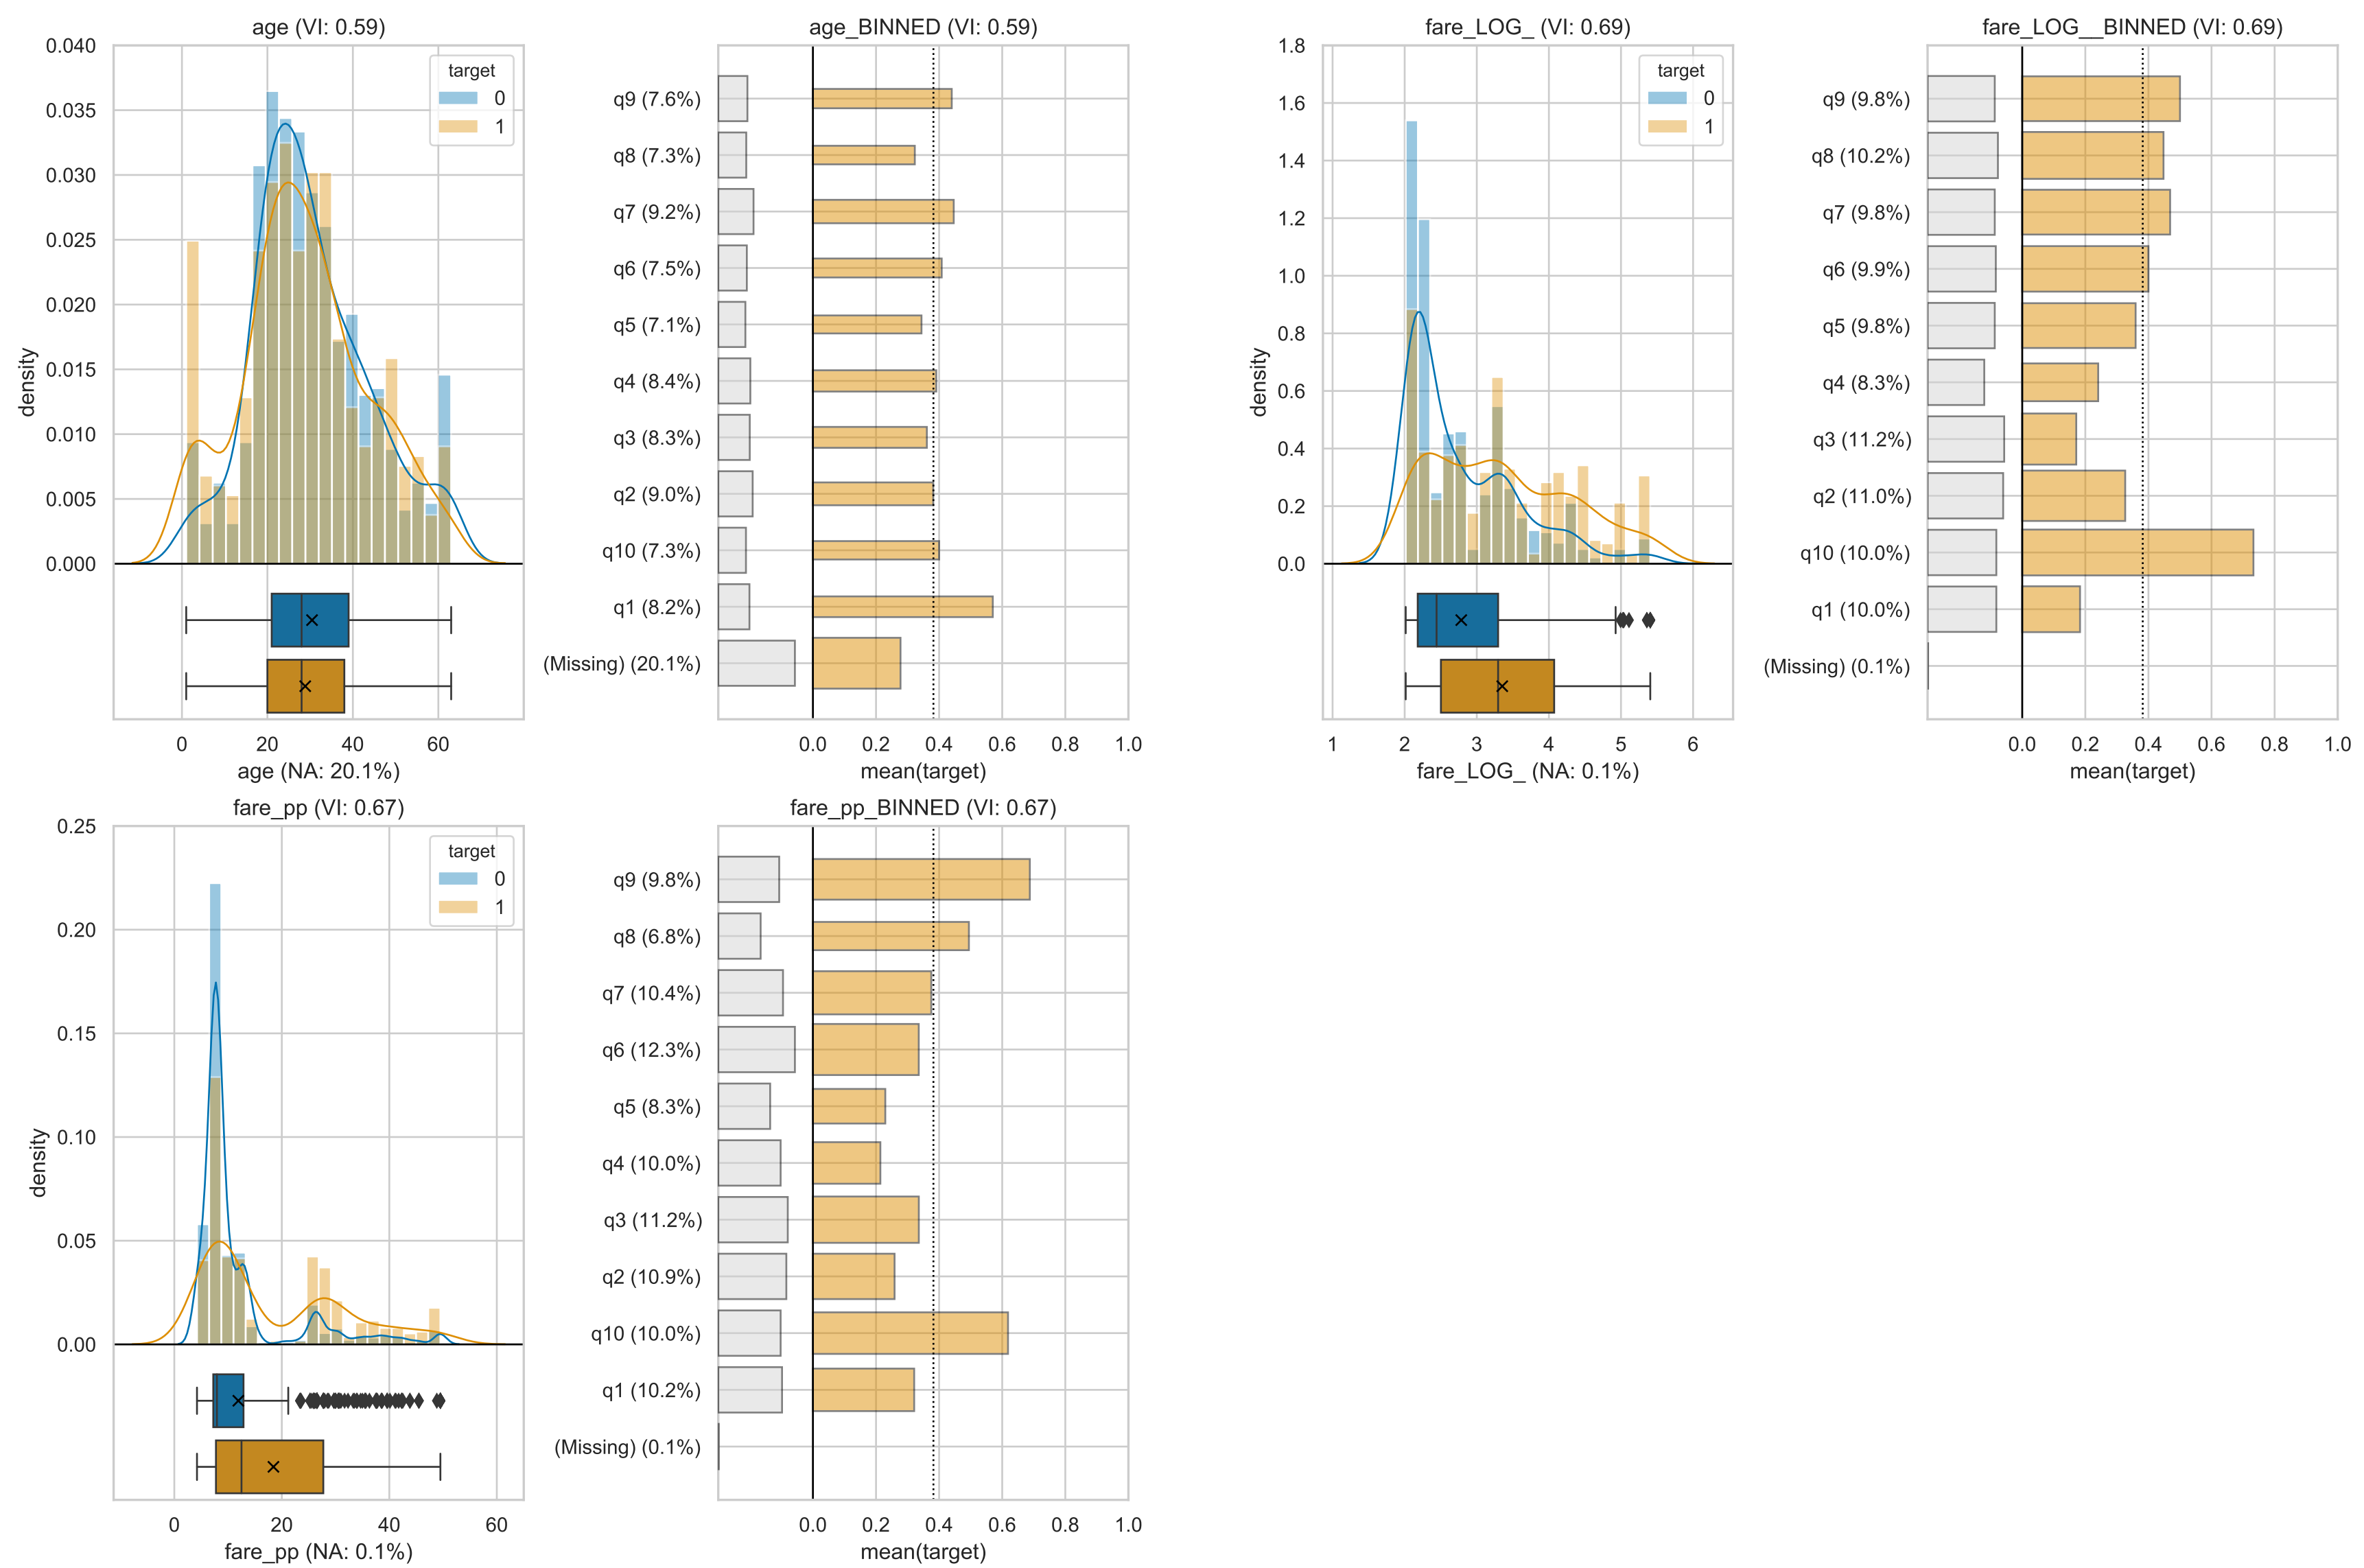 age (VI: 0.59)
target
0
1
0.040
0.035
0.030
0.025
0.020
0.015
0.010
0.005
0.000
density
0 20 40 60
age (NA: 20.1%)
age_BINNED (VI: 0.59)
q9 (7.6%)
q8 (7.3%)
q7 (9.2%)
q6 (7.5%)
q5 (7.1%)
q4 (8.4%)
q3 (8.3%)
q2 (9.0%)
q10 (7.3%)
q1 (8.2%)
(Missing) (20.1%)
0.0 0.2 0.4 0.6 0.8 1.0
mean(target)
fare_LOG_ (VI: 0.69)
target
0
1
1.8
1.6
1.4
1.2
1.0
0.8
0.6
0.4
0.2
0.0
density
1 2 3 4 5 6
fare_LOG_ (NA: 0.1%)
fare_LOG__BINNED (VI: 0.69)
q9 (9.8%)
q8 (10.2%)
q7 (9.8%)
q6 (9.9%)
q5 (9.8%)
q4 (8.3%)
q3 (11.2%)
q2 (11.0%)
q10 (10.0%)
q1 (10.0%)
(Missing) (0.1%)
0.0 0.2 0.4 0.6 0.8 1.0
mean(target)
fare_pp (VI: 0.67)
target
0
1
0.25
0.20
0.15
0.10
0.05
0.00
density
0 20 40 60
fare_pp (NA: 0.1%)
fare_pp_BINNED (VI: 0.67)
q9 (9.8%)
q8 (6.8%)
q7 (10.4%)
q6 (12.3%)
q5 (8.3%)
q4 (10.0%)
q3 (11.2%)
q2 (10.9%)
q10 (10.0%)
q1 (10.2%)
(Missing) (0.1%)
0.0 0.2 0.4 0.6 0.8 1.0
mean(target)